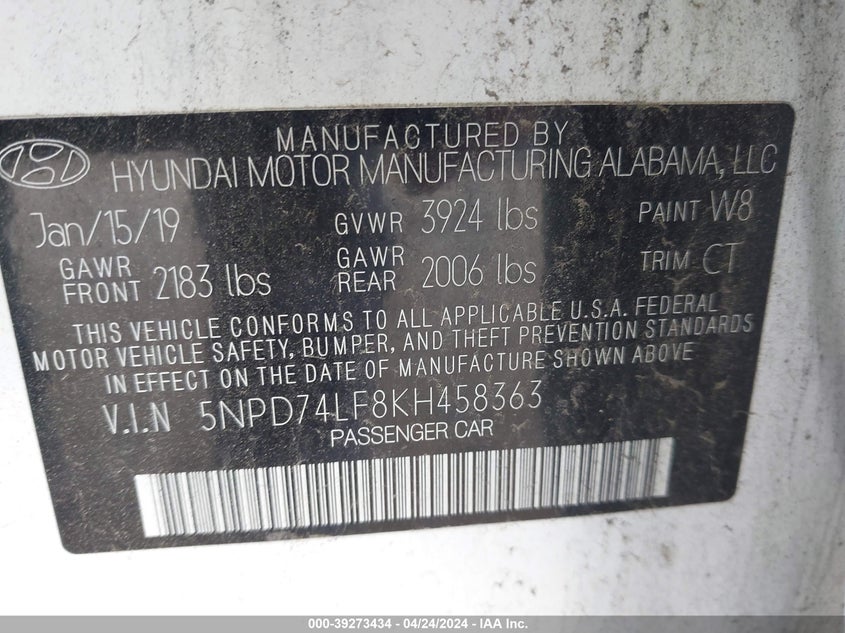 MANUFACTURED BY
HYUNDAI MOTOR MANUFACTURING ALABAMA, LLC
Jan/15/19 GVWR 3924 lbs PAINT W8
GAWR FRONT 2183 lbs GAWR REAR 2006 lbs TRIM CT
THIS VEHICLE CONFORMS TO ALL APPLICABLE U.S.A. FEDERAL
MOTOR VEHICLE SAFETY, BUMPER, AND THEFT PREVENTION STANDARDS
IN EFFECT ON THE DATE OF MANUFACTURE SHOWN ABOVE
V.I.N 5NPD74LF8KH458363
PASSENGER CAR
000-39273434 - 04/24/2024 - IAA Inc.